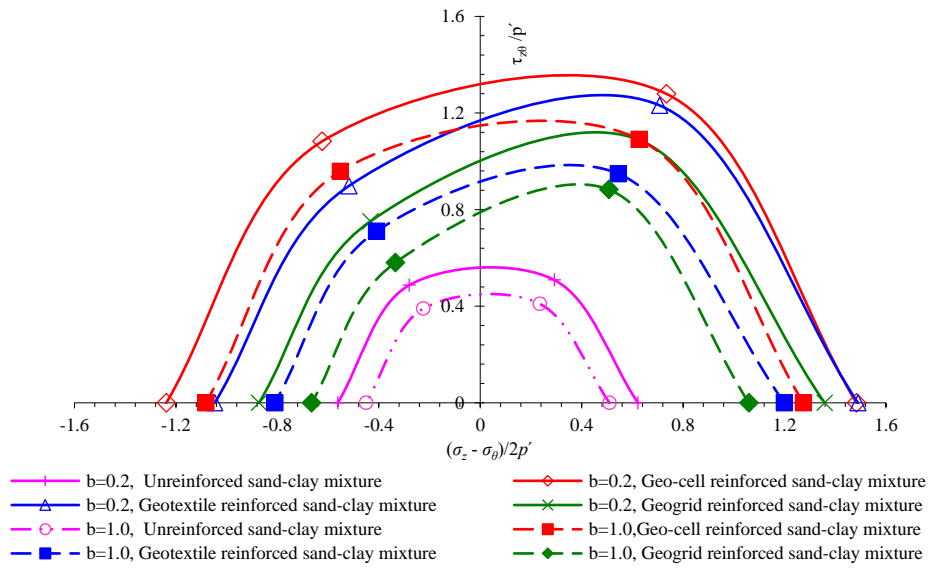 1.6
τzθ /p′
1.2
0.8
0.4
0
-1.6 -1.2 -0.8 -0.4 0 0.4 0.8 1.2 1.6
(σz - σθ)/2p′
b=0.2, Unreinforced sand-clay mixture
b=0.2, Geo-cell reinforced sand-clay mixture
b=0.2, Geotextile reinforced sand-clay mixture
b=0.2, Geogrid reinforced sand-clay mixture
b=1.0, Unreinforced sand-clay mixture
b=1.0,Geo-cell reinforced sand-clay mixture
b=1.0, Geotextile reinforced sand-clay mixture
b=1.0, Geogrid reinforced sand-clay mixture